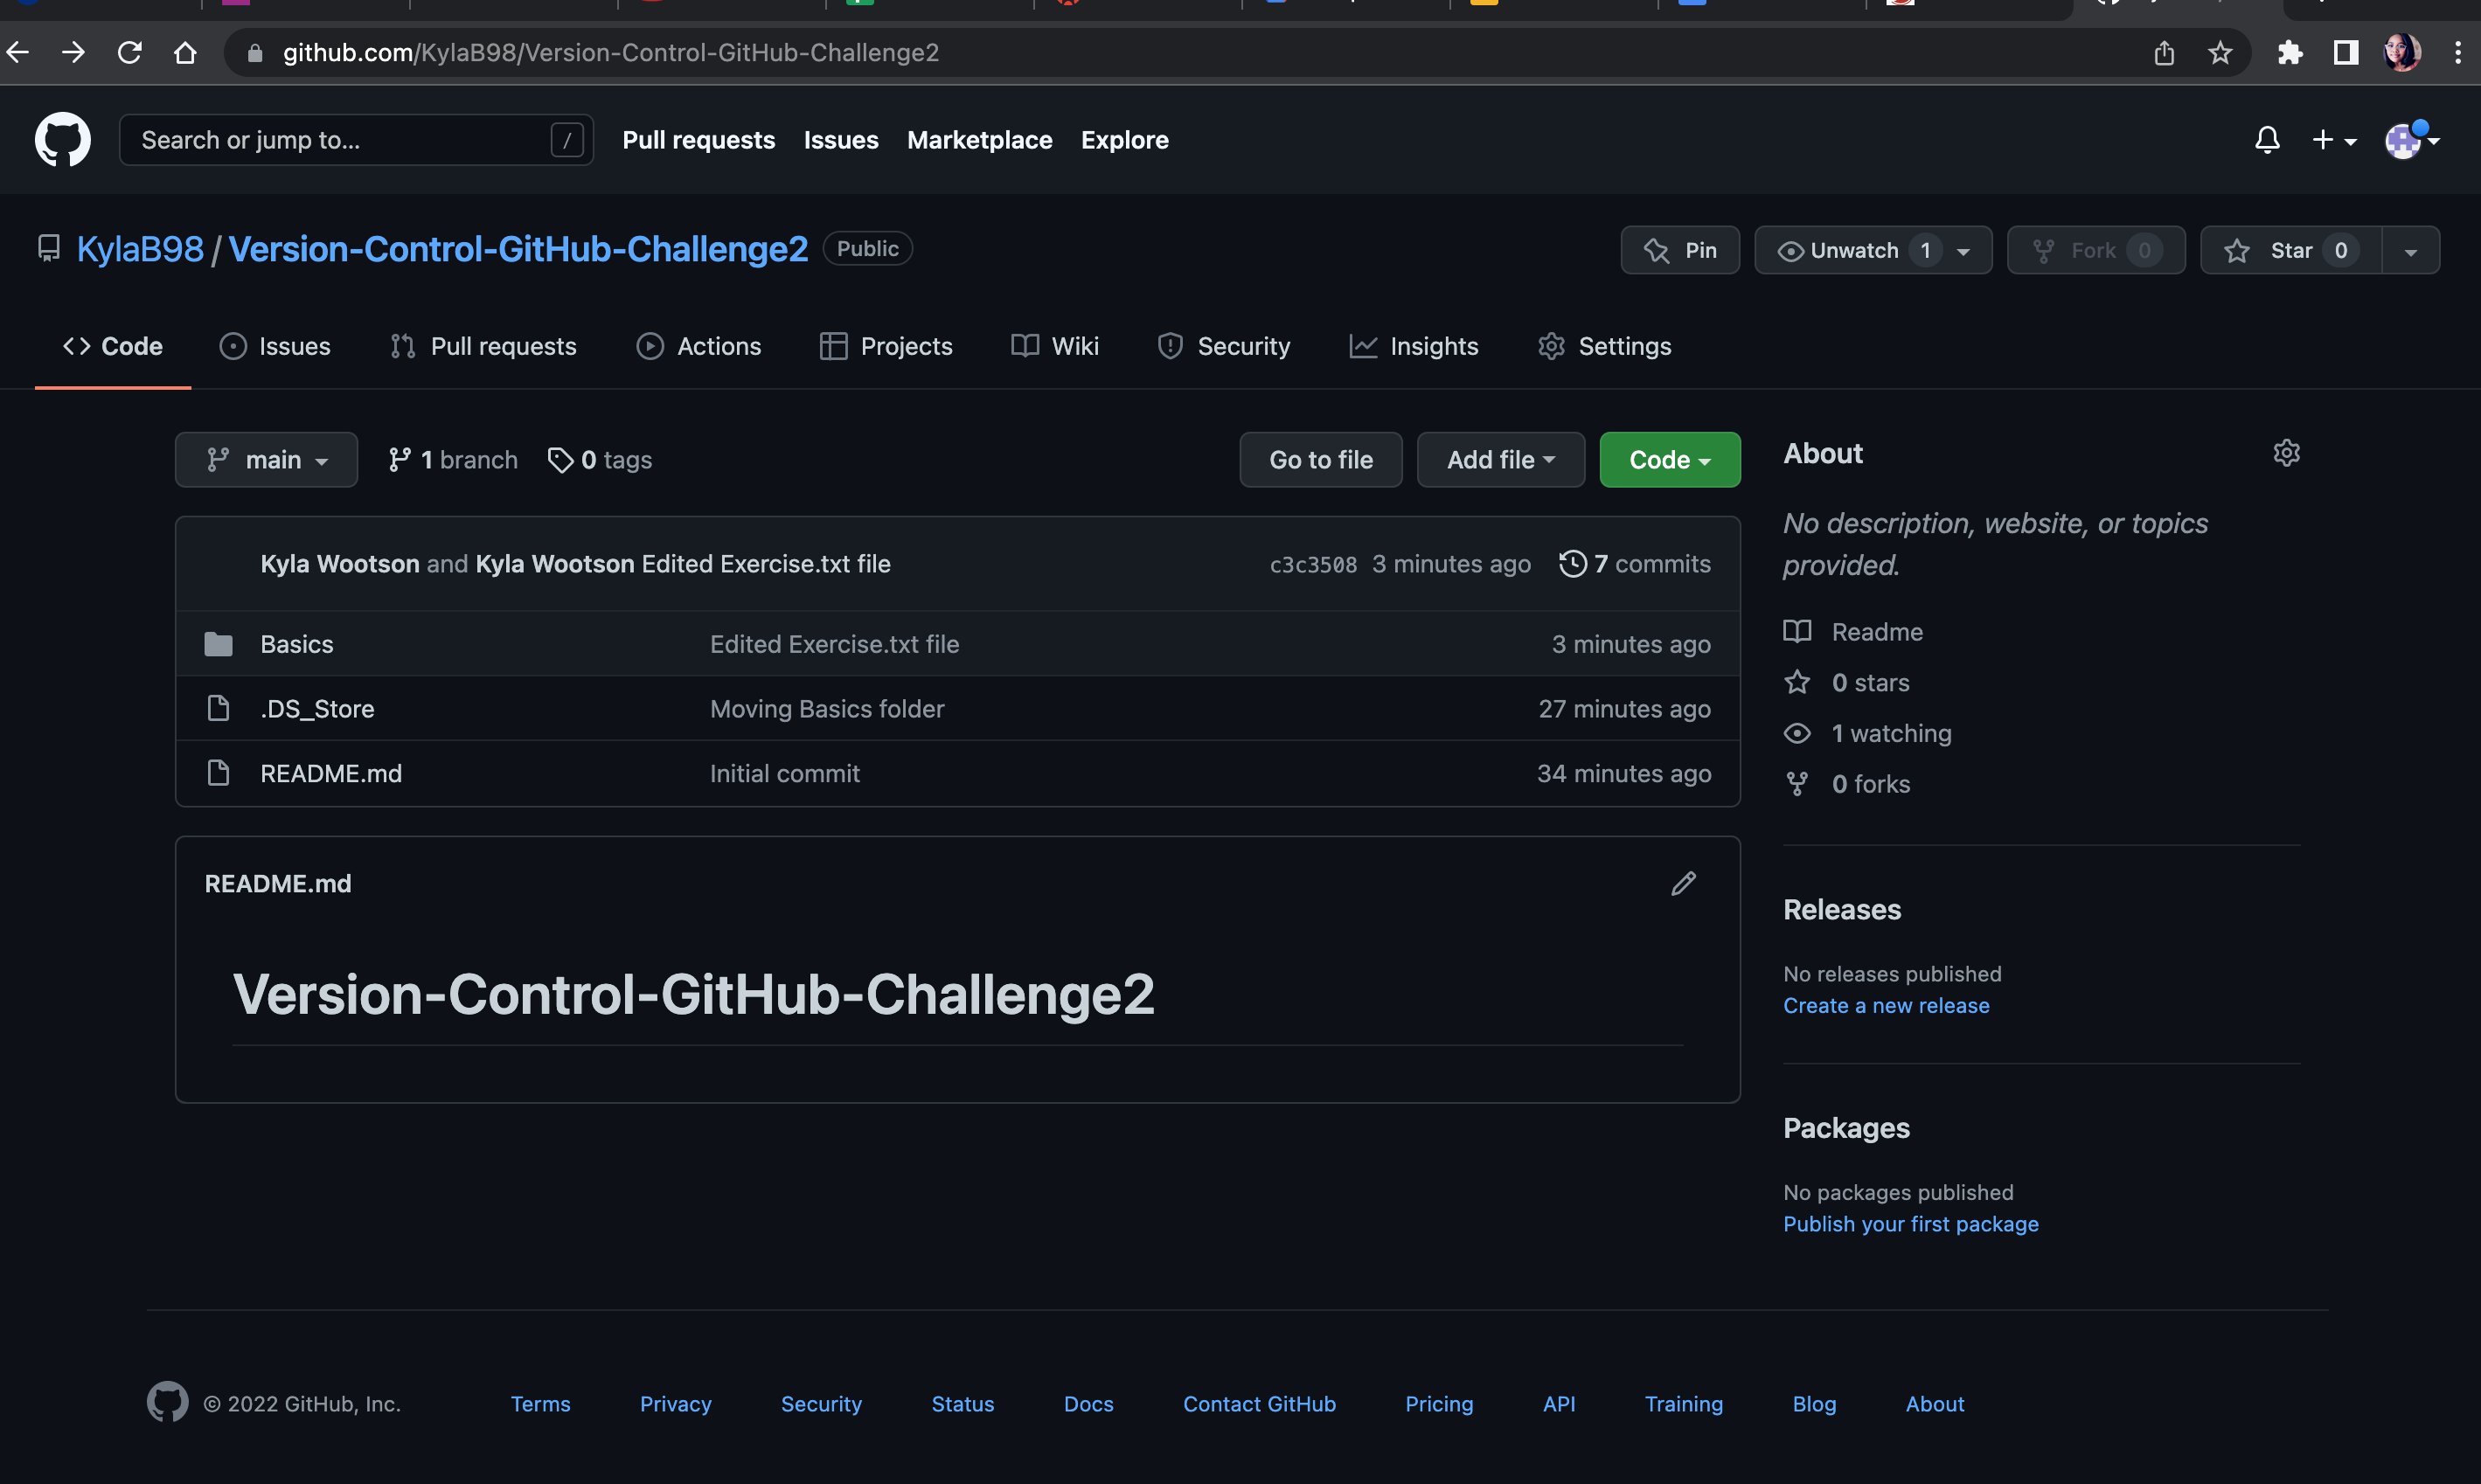 github.com/KylaB98/Version-Control-GitHub-Challenge2
Search or jump to... /
Pull requests Issues Marketplace Explore
KylaB98 / Version-Control-GitHub-Challenge2 Public
Pin Unwatch 1 Fork 0 Star 0
Code Issues Pull requests Actions Projects Wiki Security Insights Settings
main 1 branch 0 tags Go to file Add file Code
Kyla Wootson and Kyla Wootson Edited Exercise.txt file c3c3508 3 minutes ago 7 commits
Basics Edited Exercise.txt file 3 minutes ago
.DS_Store Moving Basics folder 27 minutes ago
README.md Initial commit 34 minutes ago
README.md
Version-Control-GitHub-Challenge2
About
No description, website, or topics
provided.
Readme
0 stars
1 watching
0 forks
Releases
No releases published
Create a new release
Packages
No packages published
Publish your first package
© 2022 GitHub, Inc. Terms Privacy Security Status Docs Contact GitHub Pricing API Training Blog About